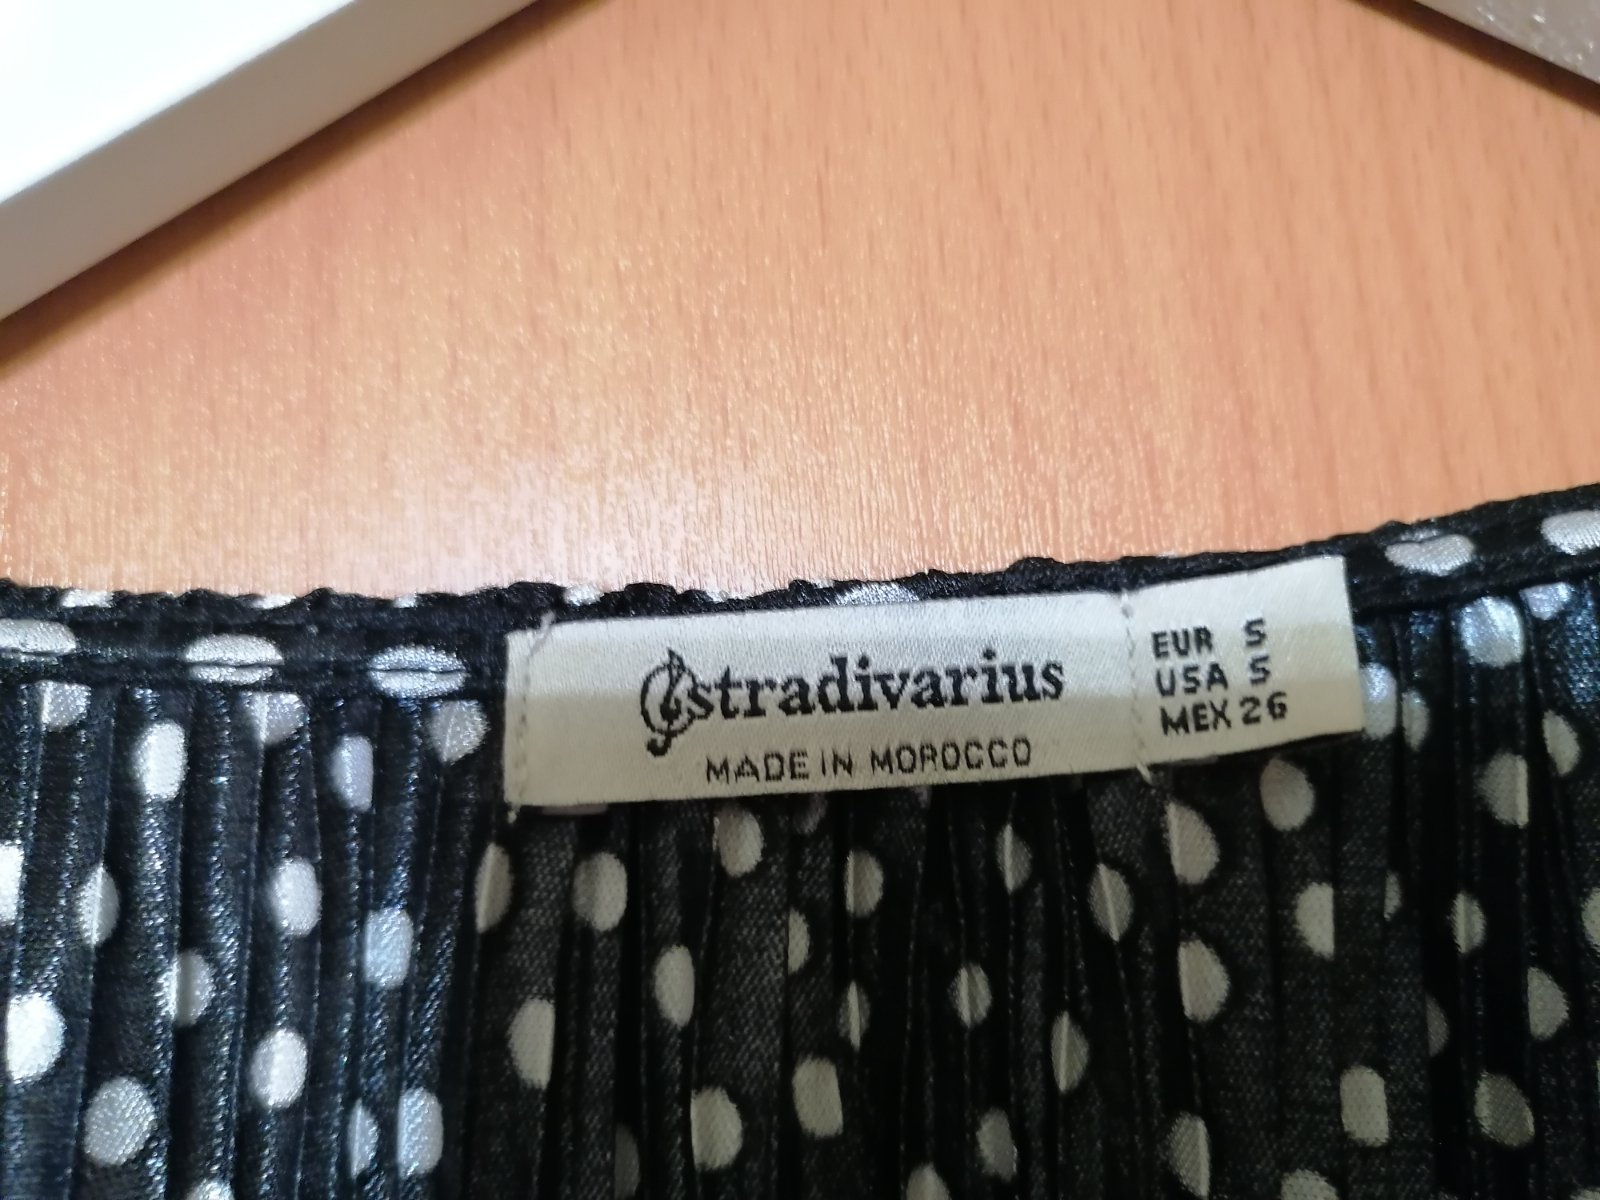 stradivarius
MADE IN MOROCCO
EUR S
USA S
MEX 26